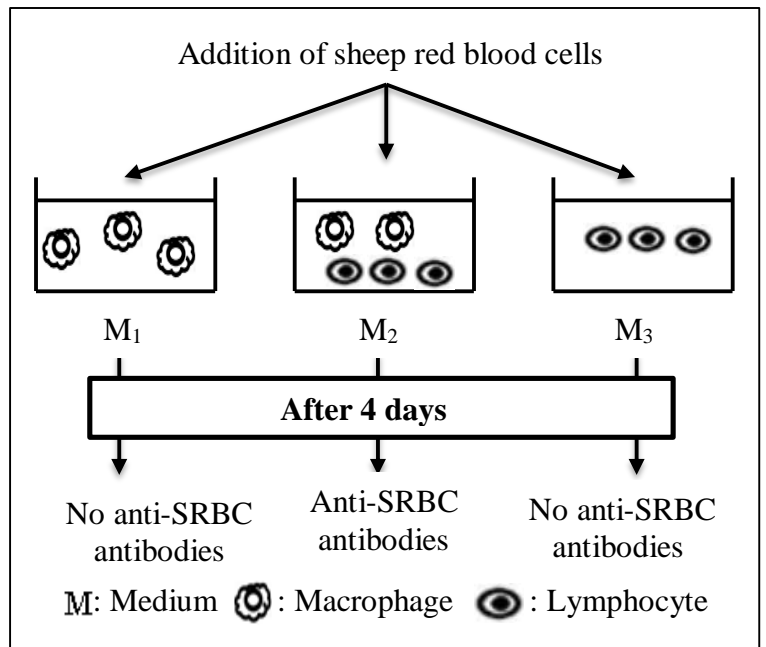 Addition of sheep red blood cells
M₁ M₂ M₃
After 4 days
No anti-SRBC antibodies
Anti-SRBC antibodies
No anti-SRBC antibodies
M: Medium : Macrophage : Lymphocyte